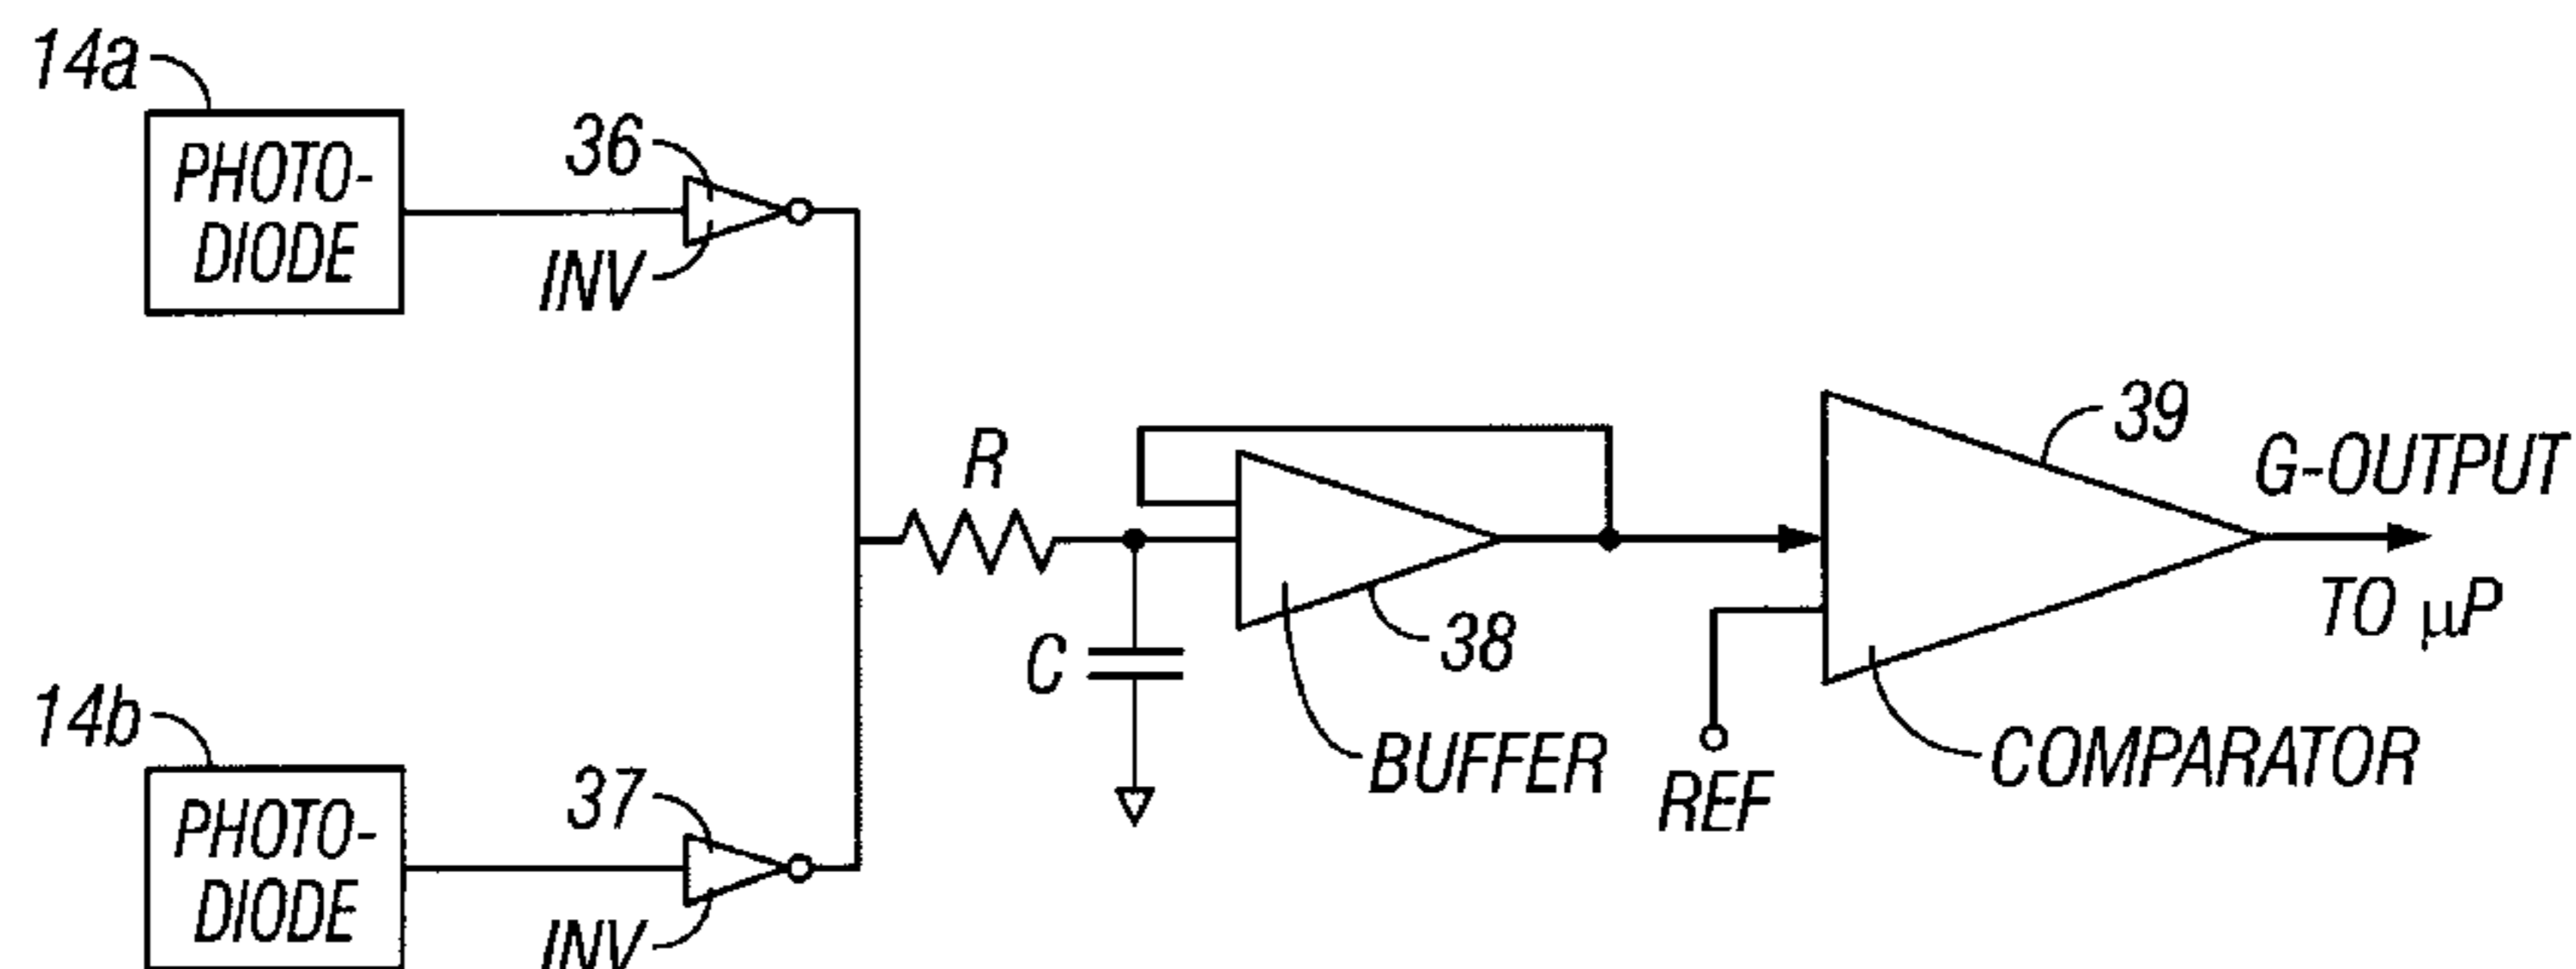 14a
PHOTO-
DIODE
36
INV
R
C
38
BUFFER
39
G-OUTPUT
TO μP
REF
COMPARATOR
14b
PHOTO-
DIODE
37
INV